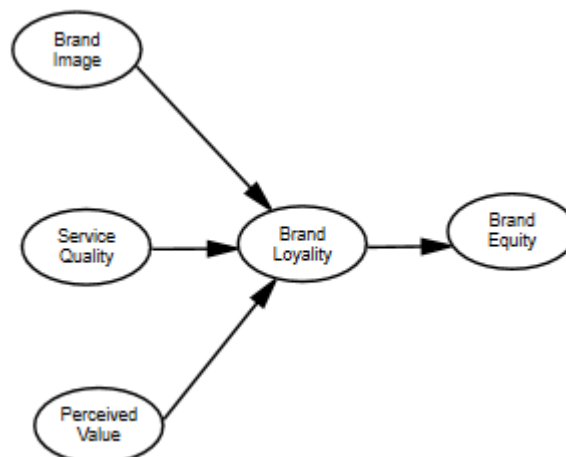 Brand
Image
Service
Quality
Brand
Loyality
Brand
Equity
Perceived
Value